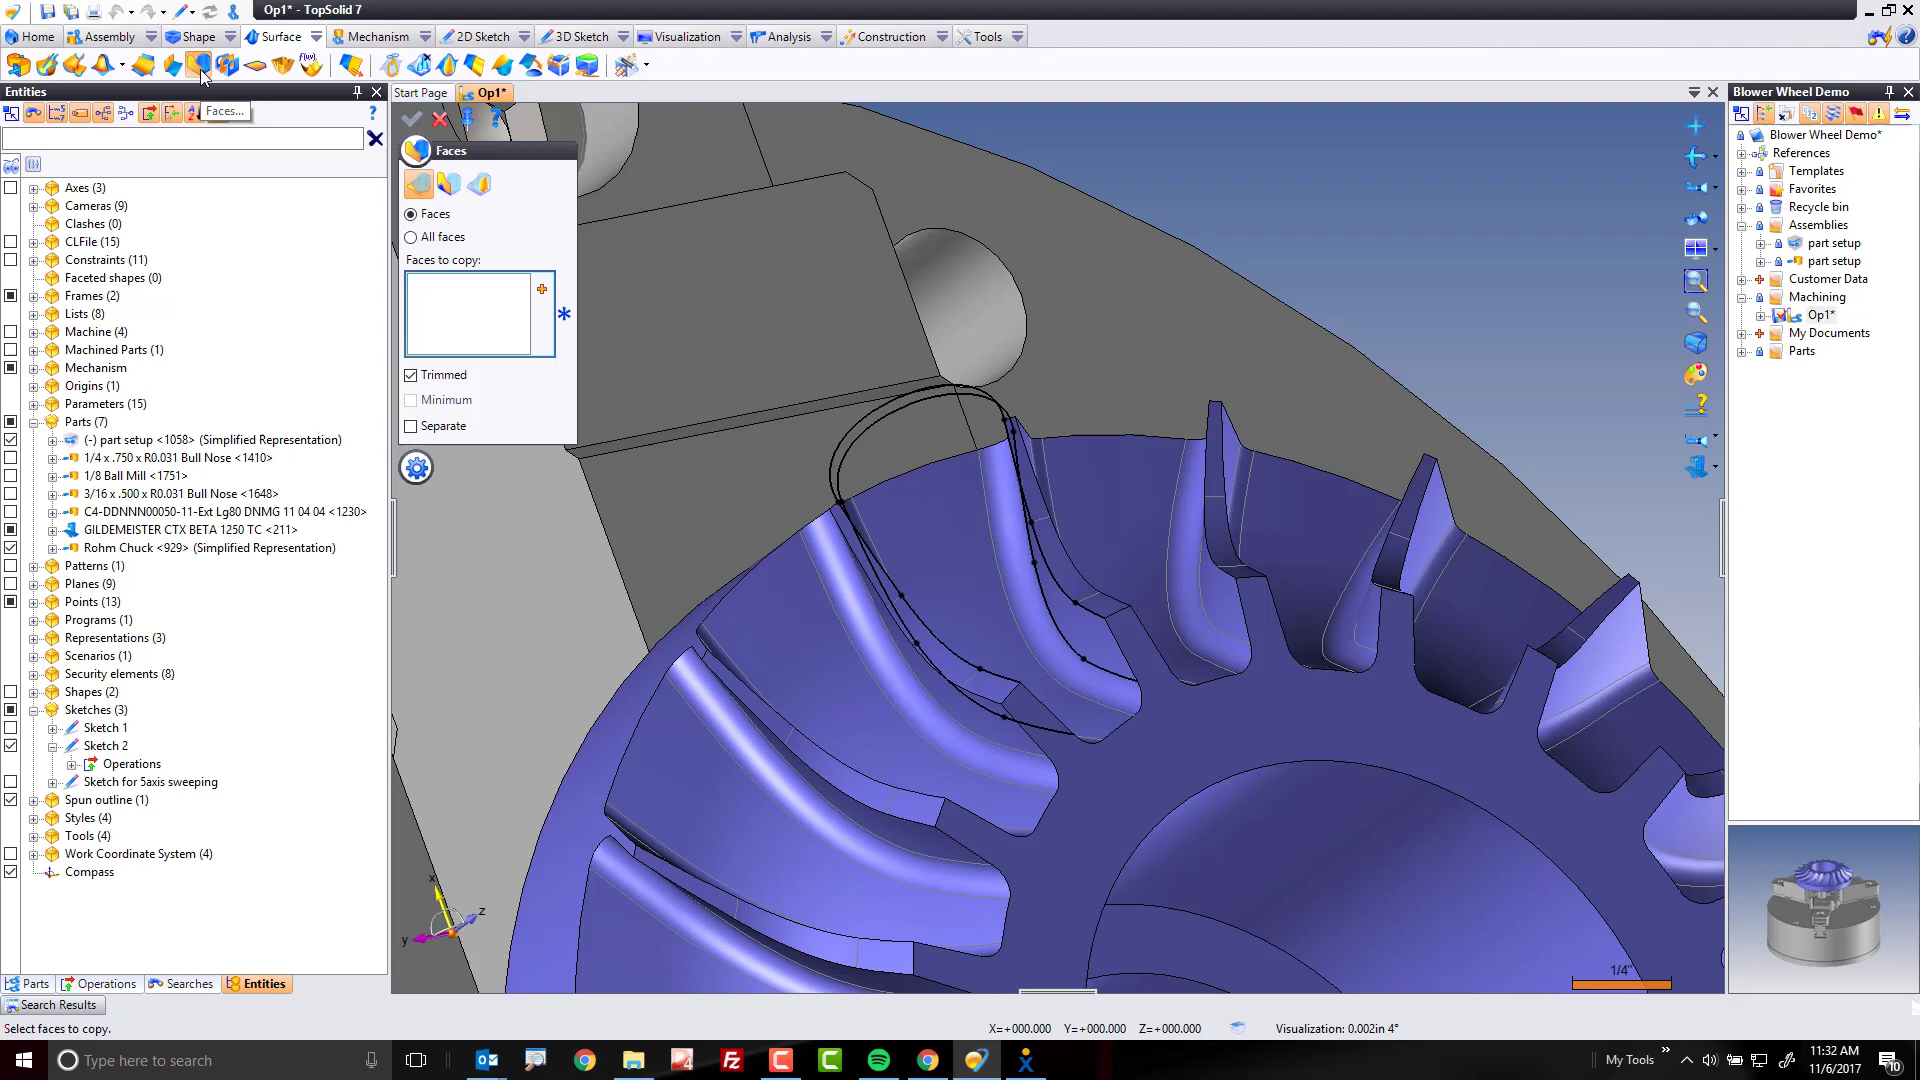 Op1* - TopSolid 7
Home Assembly Shape Surface Mechanism 2D Sketch 3D Sketch Visualization Analysis Construction Tools
Entities
Faces...
Start Page Op1*
Blower Wheel Demo
Faces
Faces
All faces
Faces to copy:
Trimmed
Minimum
Separate
Axes (3)
Cameras (9)
Clashes (0)
CLFile (15)
Constraints (11)
Faceted shapes (0)
Frames (2)
Lists (8)
Machine (4)
Machined Parts (1)
Mechanism
Origins (1)
Parameters (15)
Parts (7)
(-) part setup <1058> (Simplified Representation)
1/4 x .750 x R0.031 Bull Nose <1410>
1/8 Ball Mill <1751>
3/16 x .500 x R0.031 Bull Nose <1648>
C4-DDNNN00050-11-Ext Lg80 DNMG 11 04 04 <1230>
GILDEMEISTER CTX BETA 1250 TC <211>
Rohm Chuck <929> (Simplified Representation)
Patterns (1)
Planes (9)
Points (13)
Programs (1)
Representations (3)
Scenarios (1)
Security elements (8)
Shapes (2)
Sketches (3)
Sketch 1
Sketch 2
Operations
Sketch for 5axis sweeping
Spun outline (1)
Styles (4)
Tools (4)
Work Coordinate System (4)
Compass
Blower Wheel Demo*
References
Templates
Favorites
Recycle bin
Assemblies
part setup
part setup
Customer Data
Machining
Op1*
My Documents
Parts
x
z
y
1/4"
Parts Operations Searches Entities
Search Results
Select faces to copy.
X=+000.000 Y=+000.000 Z=+000.000 Visualization: 0.002in 4°
Type here to search
My Tools
11:32 AM
11/6/2017
10